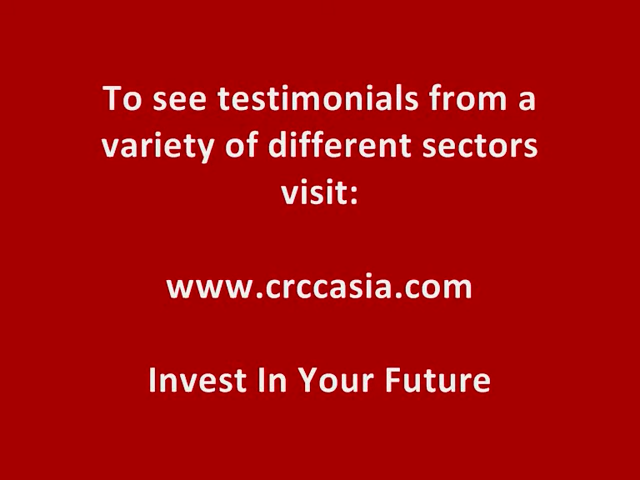 To see testimonials from a
variety of different sectors
visit:
www.crccasia.com
Invest In Your Future